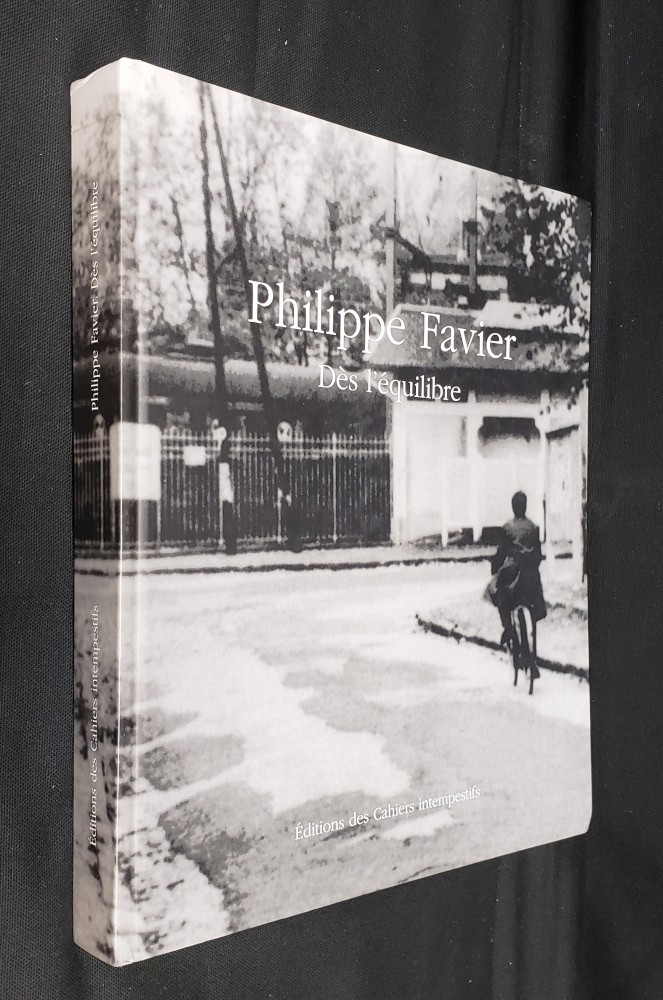 Philippe Favier
Dès l'équilibre
Éditions des Cahiers intempestifs
Philippe Favier. Dès l'équilibre
Éditions des Cahiers intempestifs